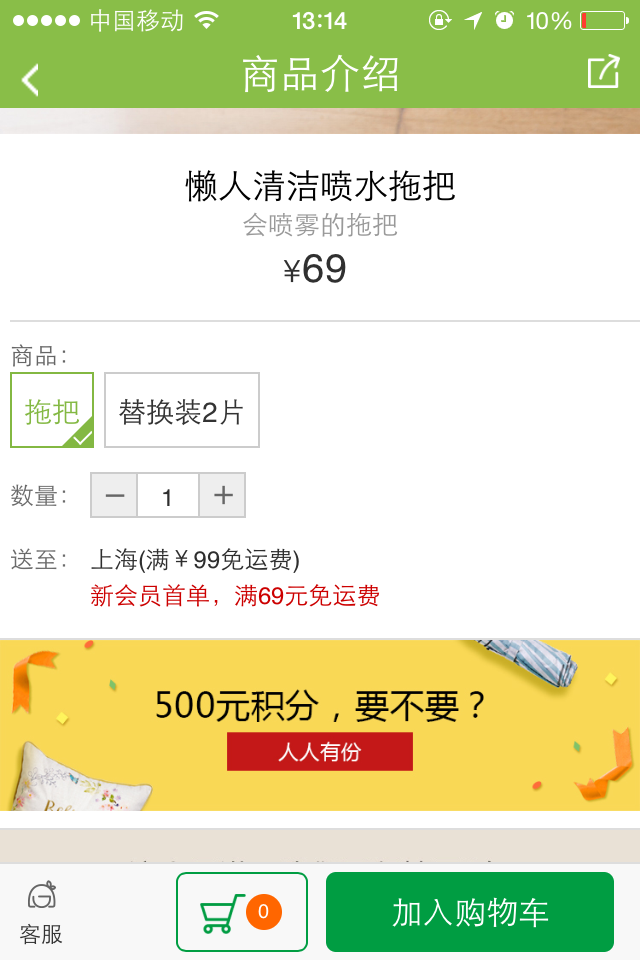 中国移动 13:14 10%
商品介绍
懒人清洁喷水拖把
会喷雾的拖把
¥69
商品：
拖把 替换装2片
数量： 1
送至： 上海(满￥99免运费)
新会员首单，满69元免运费
500元积分，要不要？
人人有份
客服
0
加入购物车